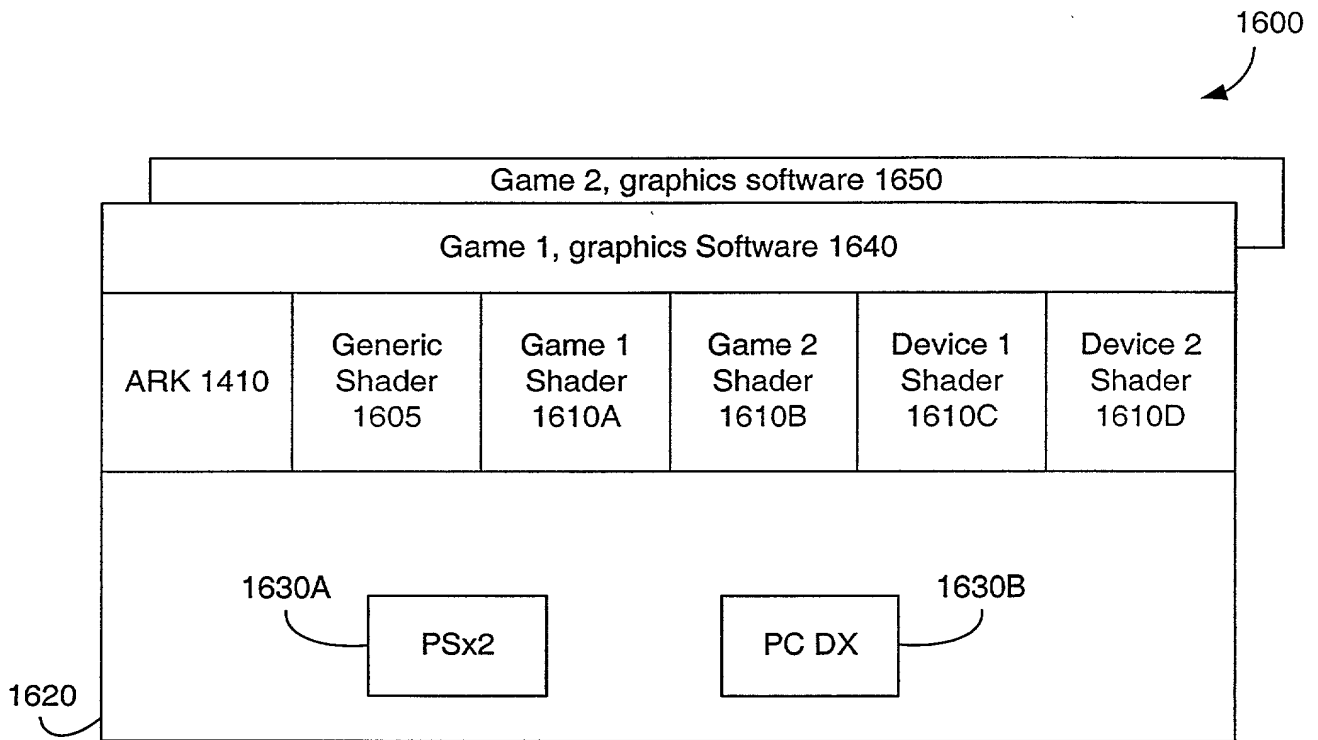 1600
Game 2, graphics software 1650
Game 1, graphics Software 1640
ARK 1410
Generic
Shader
1605
Game 1
Shader
1610A
Game 2
Shader
1610B
Device 1
Shader
1610C
Device 2
Shader
1610D
1630A
PSx2
1630B
PC DX
1620